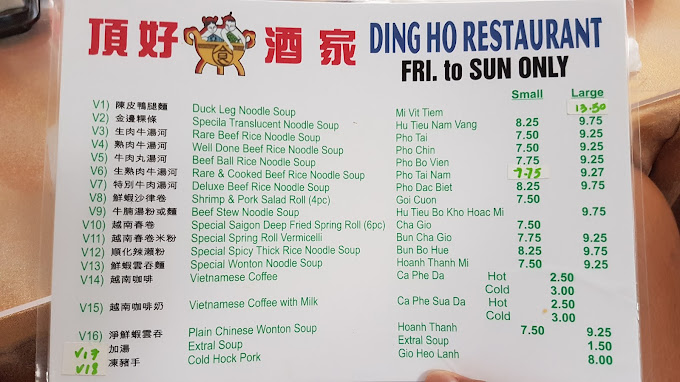 頂好 食 酒家 DING HO RESTAURANT
FRI. to SUN ONLY
Small Large
V1) 陳皮鴨腿麵 Duck Leg Noodle Soup Mi Vit Tiem 13.50
V2) 金邊粿條 Specila Translucent Noodle Soup Hu Tieu Nam Vang 8.25 9.75
V3) 生肉牛湯河 Rare Beef Rice Noodle Soup Pho Tai 7.50 9.25
V4) 熟肉牛湯河 Well Done Beef Rice Noodle Soup Pho Chin 7.50 9.25
V5) 牛肉丸湯河 Beef Ball Rice Noodle Soup Pho Bo Vien 7.75 9.25
V6) 生熟肉牛湯河 Rare & Cooked Beef Rice Noodle Soup Pho Tai Nam 7.75 9.27
V7) 特別牛肉湯河 Deluxe Beef Rice Noodle Soup Pho Dac Biet 8.25 9.75
V8) 鮮蝦沙律卷 Shrimp & Pork Salad Roll (4pc) Goi Cuon 7.50
V9) 牛腩湯粉或麵 Beef Stew Noodle Soup Hu Tieu Bo Kho Hoac Mi 9.75
V10) 越南春卷 Special Saigon Deep Fried Spring Roll (6pc) Cha Gio 7.50
V11) 越南春卷米粉 Special Spring Roll Vermicelli Bun Cha Gio 7.75 9.25
V12) 順化辣瀨粉 Special Spicy Thick Rice Noodle Soup Bun Bo Hue 8.25 9.25
V13) 鮮蝦雲吞麵 Special Wonton Noodle Soup Hoanh Thanh Mi 7.50 9.25
V14) 越南咖啡 Vietnamese Coffee Ca Phe Da Hot 2.50
Cold 3.00
V15) 越南咖啡奶 Vietnamese Coffee with Milk Ca Phe Sua Da Hot 2.50
Cold 3.00
V16) 淨鮮蝦雲吞 Plain Chinese Wonton Soup Hoanh Thanh 7.50 9.25
V17 加湯 Extral Soup Extral Soup 1.50
V18 凍豬手 Cold Hock Pork Gio Heo Lanh 8.00